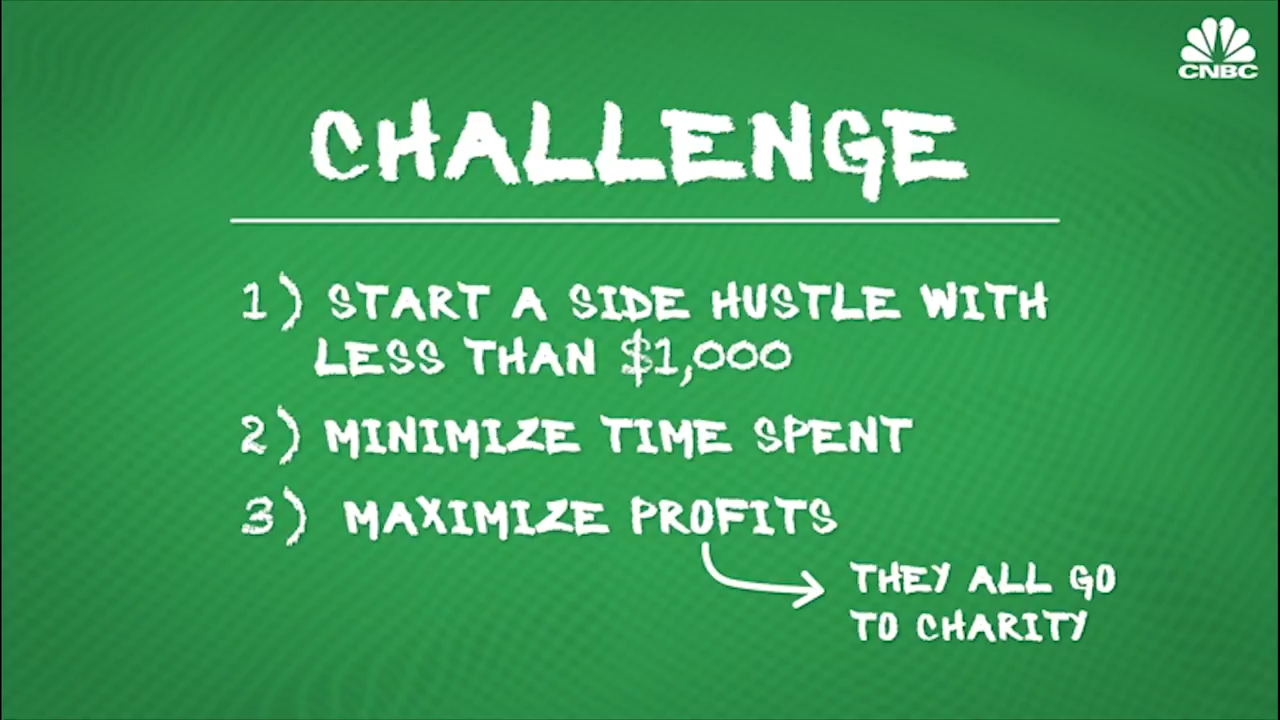 CNBC
CHALLENGE
1) START A SIDE HUSTLE WITH
LESS THAN $1,000
2) MINIMIZE TIME SPENT
3) MAXIMIZE PROFITS
THEY ALL GO
TO CHARITY